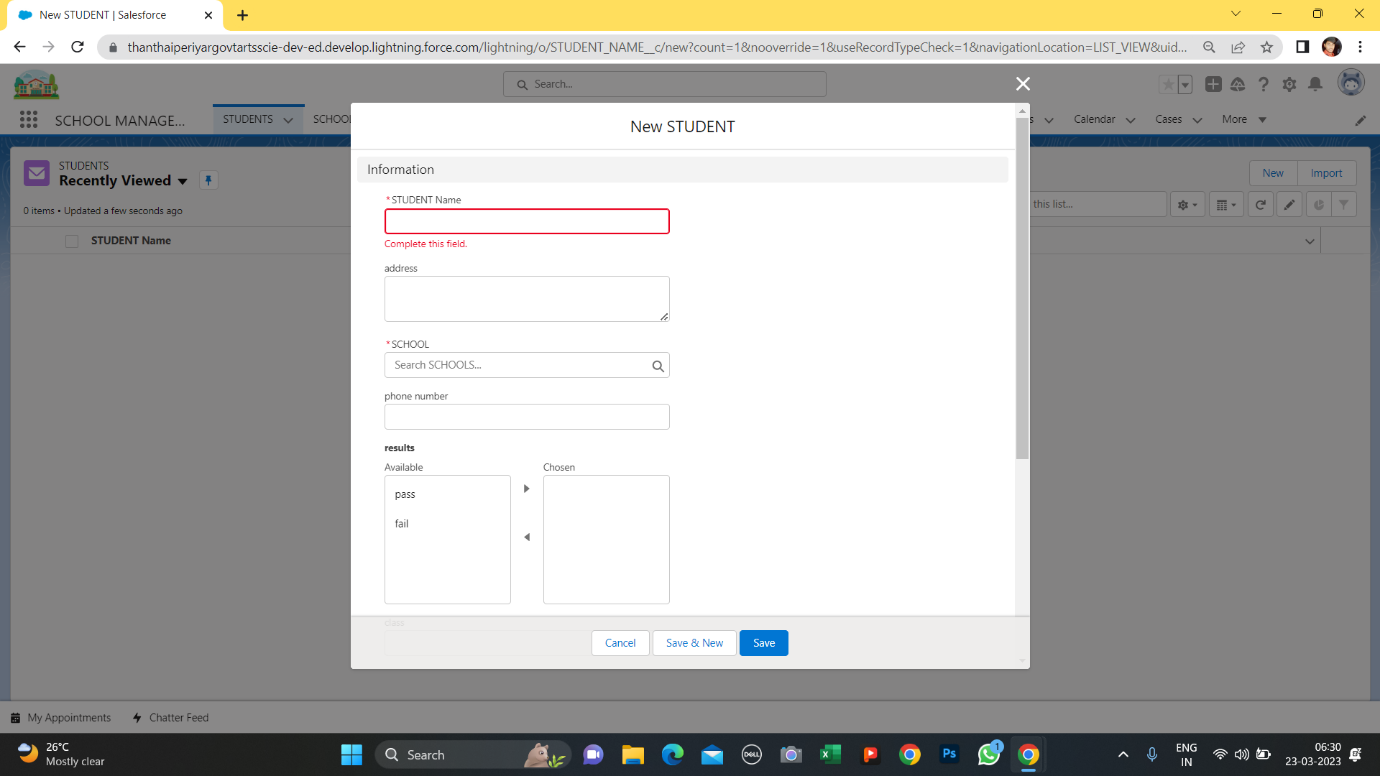 New STUDENT | Salesforce
thanthaiperiyargovtartsscie-dev-ed.develop.lightning.force.com/lightning/o/STUDENT_NAME__c/new?count=1&nooverride=1&useRecordTypeCheck=1&navigationLocation=LIST_VIEW&uid...
Search...
SCHOOL MANAGE... STUDENTS Calendar Cases More
New STUDENT
STUDENTS
Recently Viewed
New Import
0 items • Updated a few seconds ago
this list...
STUDENT Name
Information
* STUDENT Name
Complete this field.
address
* SCHOOL
Search SCHOOLS...
phone number
results
Available Chosen
pass
fail
class
Cancel Save & New Save
My Appointments Chatter Feed
26°C
Mostly clear
Search
DELL
Ps
1
ENG
IN
06:30
23-03-2023